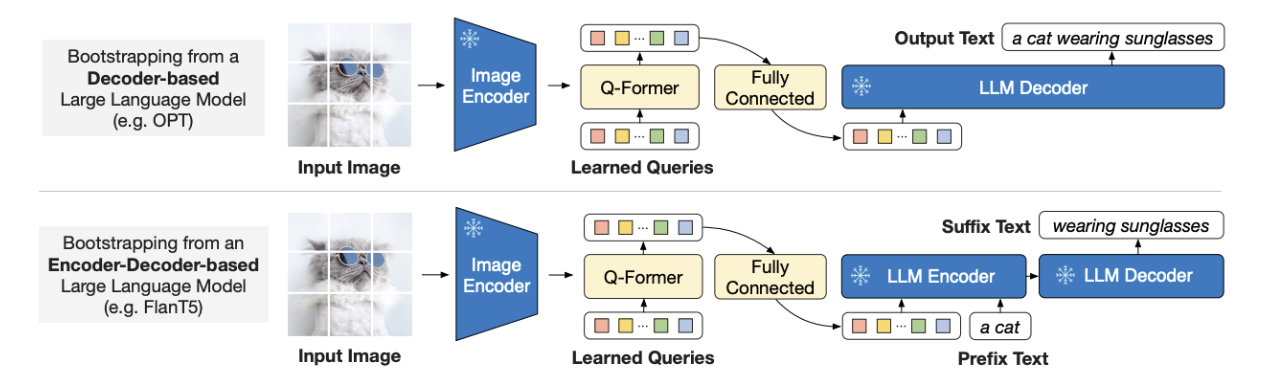 Bootstrapping from a
Decoder-based
Large Language Model
(e.g. OPT)
Input Image
Image
Encoder
Q-Former
Learned Queries
Fully
Connected
Output Text
a cat wearing sunglasses
LLM Decoder
Bootstrapping from an
Encoder-Decoder-based
Large Language Model
(e.g. FlanT5)
Input Image
Image
Encoder
Q-Former
Learned Queries
Fully
Connected
Suffix Text
wearing sunglasses
LLM Encoder
LLM Decoder
a cat
Prefix Text